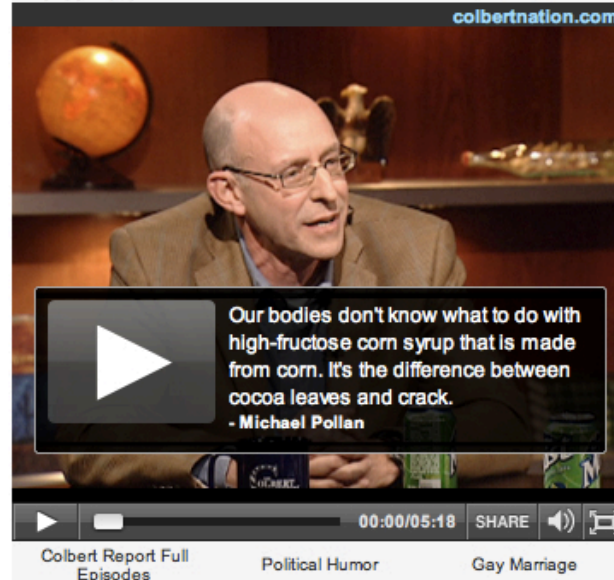 colbertnation.com
Our bodies don't know what to do with
high-fructose corn syrup that is made
from corn. It's the difference between
cocoa leaves and crack.
- Michael Pollan
COLBERT
00:00/05:18 SHARE
Colbert Report Full
Episodes
Political Humor
Gay Marriage